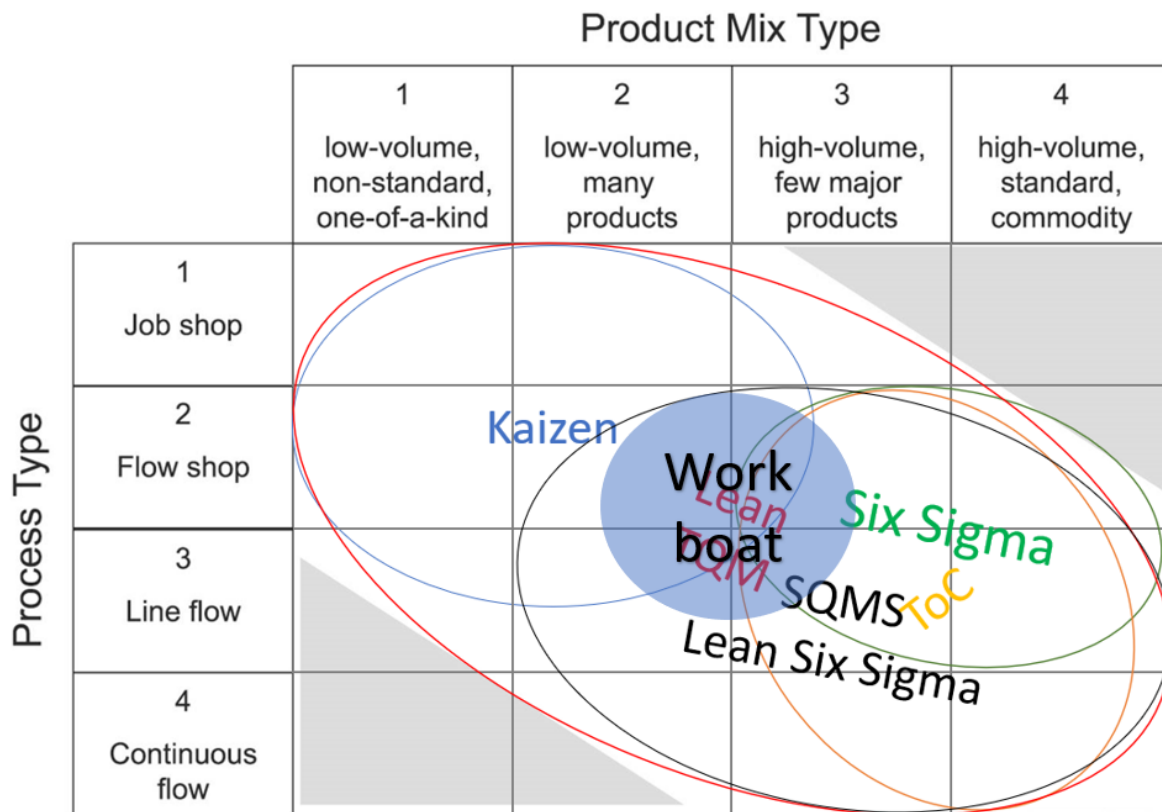 Product Mix Type
1
low-volume,
non-standard,
one-of-a-kind
2
low-volume,
many
products
3
high-volume,
few major
products
4
high-volume,
standard,
commodity
Process Type
1
Job shop
2
Flow shop
3
Line flow
4
Continuous
flow
Kaizen
Work
boat
Lean
TQM
Six Sigma
SQMS
ToC
Lean Six Sigma